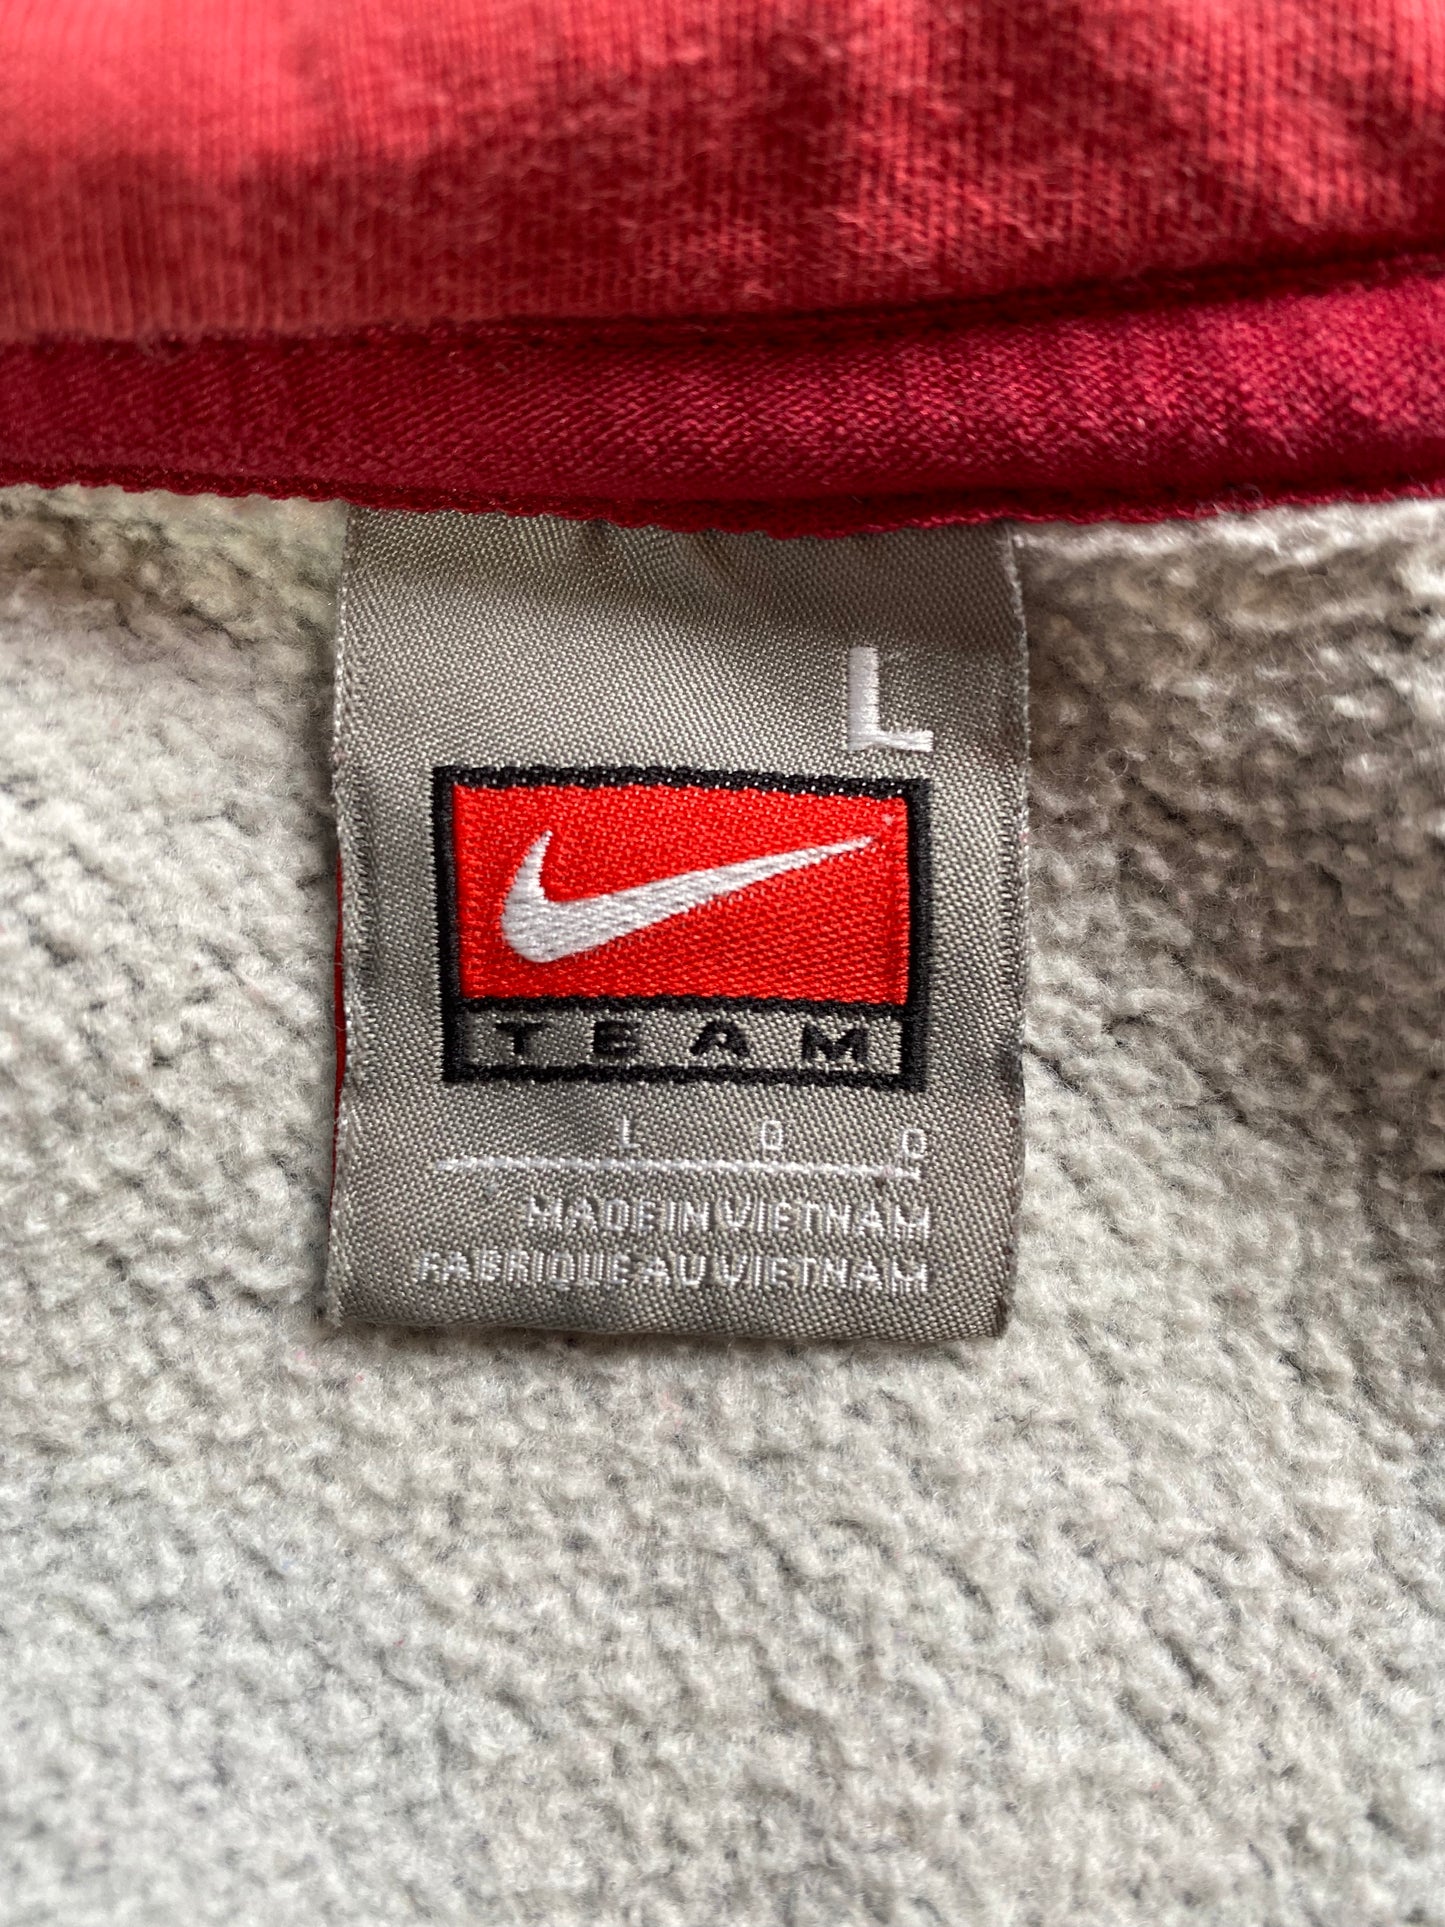 L
TEAM
L D C
MADE IN VIETNAM
FABRIQUE AU VIETNAM